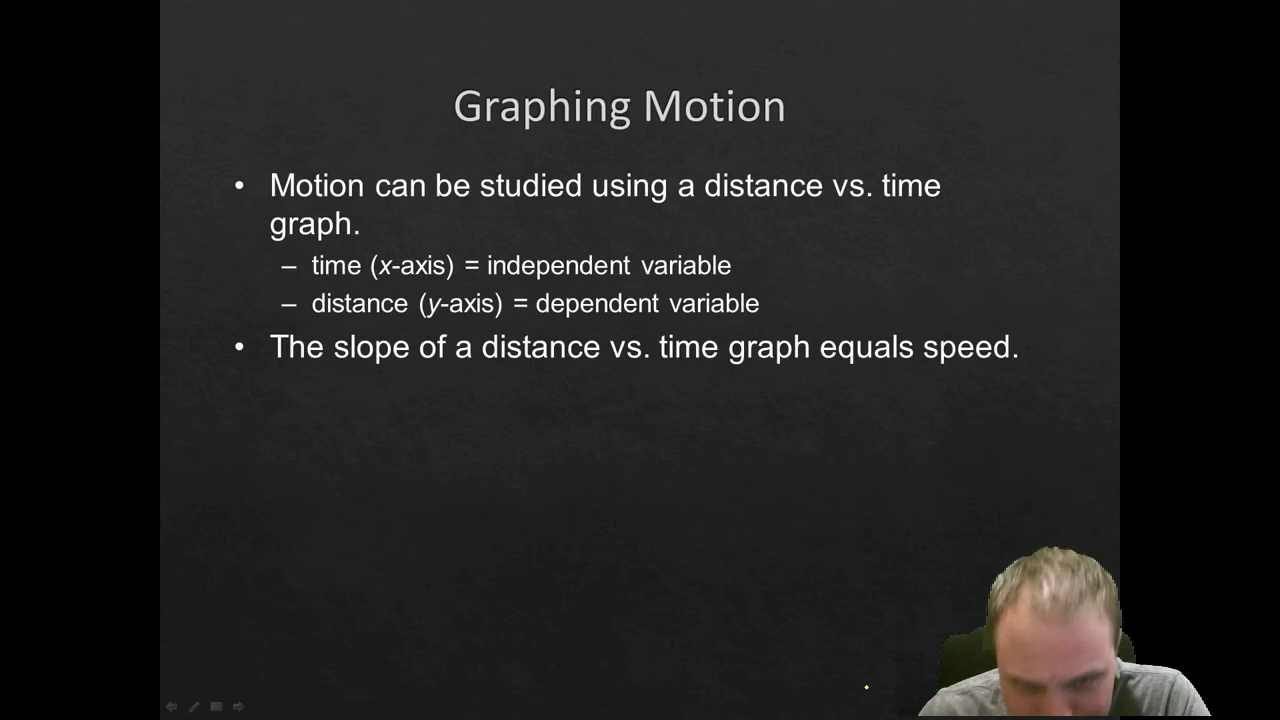 Graphing Motion
• Motion can be studied using a distance vs. time
graph.
– time (x-axis) = independent variable
– distance (y-axis) = dependent variable
• The slope of a distance vs. time graph equals speed.